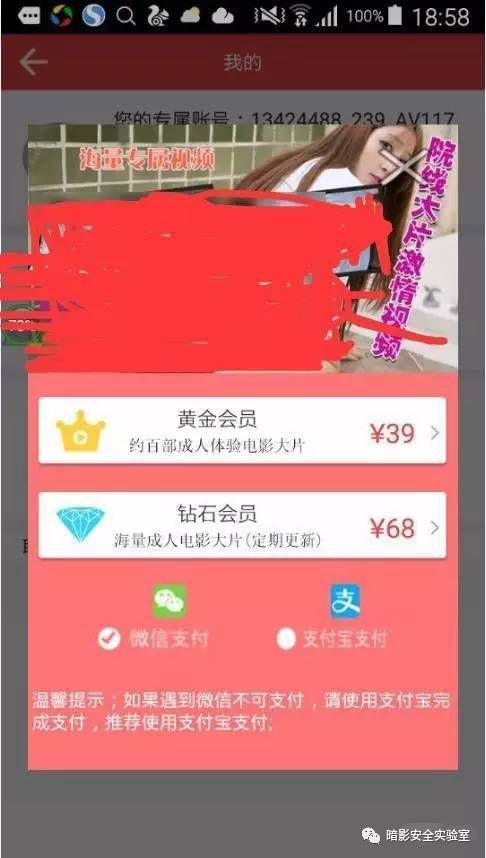 100% 18:58
我的
您的专属账号：13424488_239_AV117
海量专属视频
院线大片激情视频
黄金会员
约百部成人体验电影大片
¥39
钻石会员
海量成人电影大片(定期更新)
¥68
微信支付
支付宝支付
温馨提示；如果遇到微信不可支付，请使用支付宝完
成支付，推荐使用支付宝支付;
暗影安全实验室